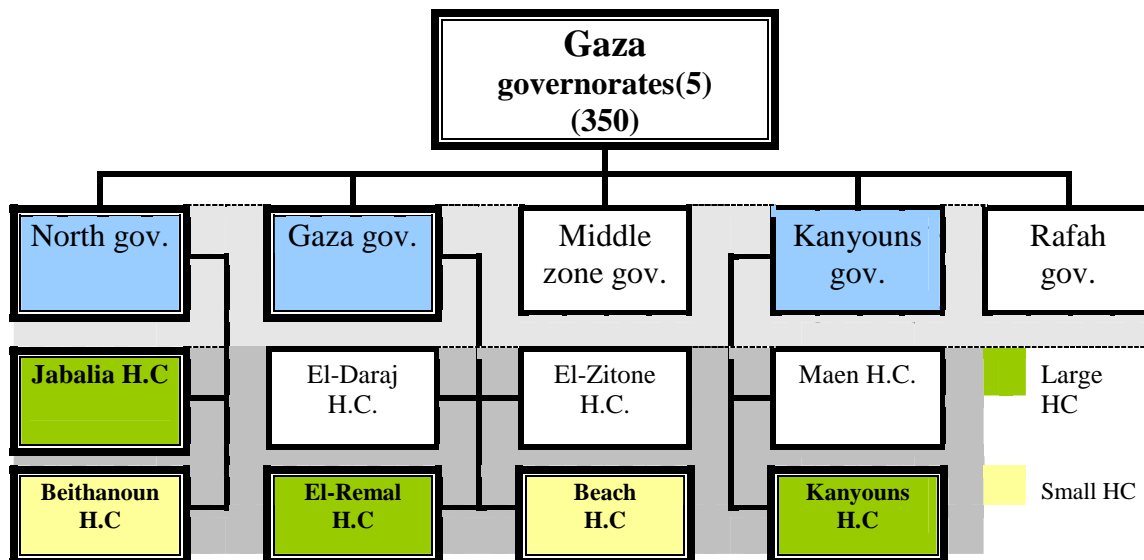 Gaza
governorates(5)
(350)
North gov.
Gaza gov.
Middle
zone gov.
Kanyouns
gov.
Rafah
gov.
Jabalia H.C
El-Daraj
H.C.
El-Zitone
H.C.
Maen H.C.
Large
HC
Beithanoun
H.C
El-Remal
H.C
Beach
H.C
Kanyouns
H.C
Small HC